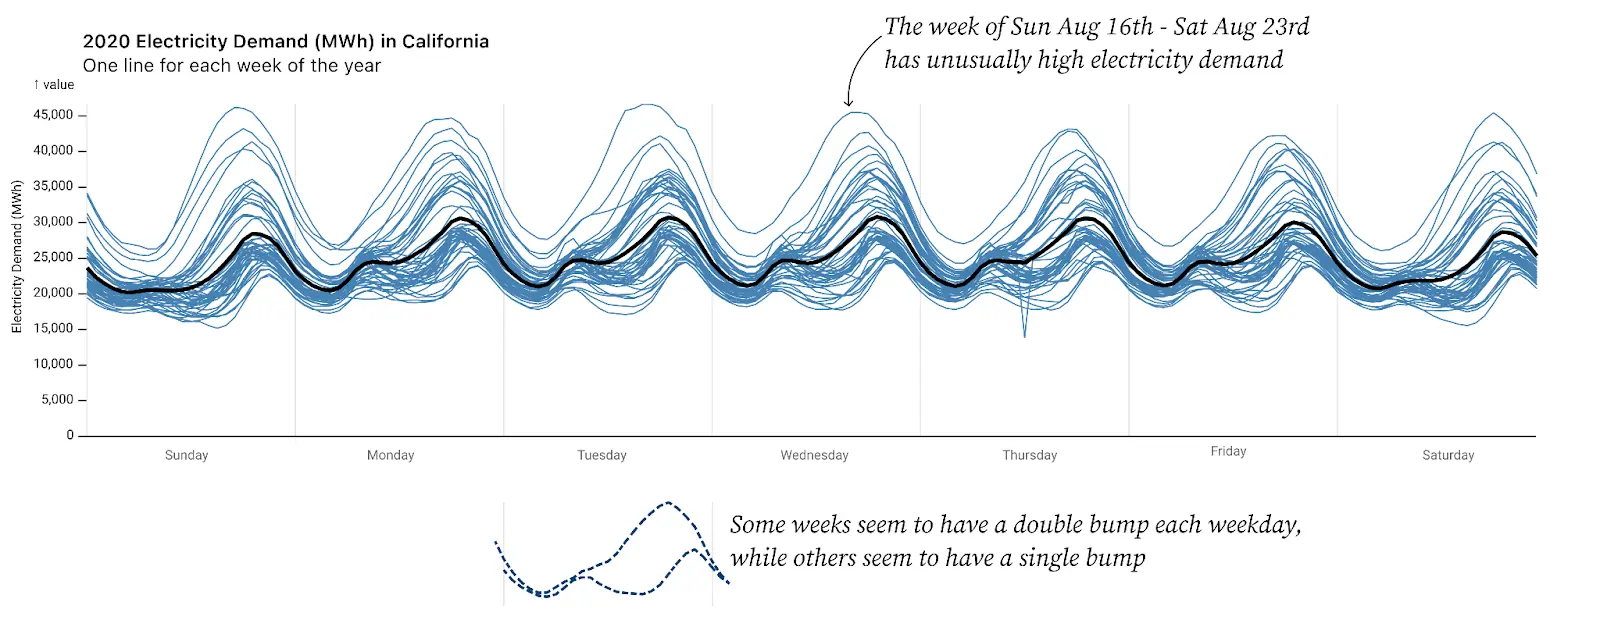 The week of Sun Aug 16th - Sat Aug 23rd
has unusually high electricity demand
2020 Electricity Demand (MWh) in California
One line for each week of the year
↑ value
Electricity Demand (MWh)
45,000
40,000
35,000
30,000
25,000
20,000
15,000
10,000
5,000
0
Sunday
Monday
Tuesday
Wednesday
Thursday
Friday
Saturday
Some weeks seem to have a double bump each weekday,
while others seem to have a single bump